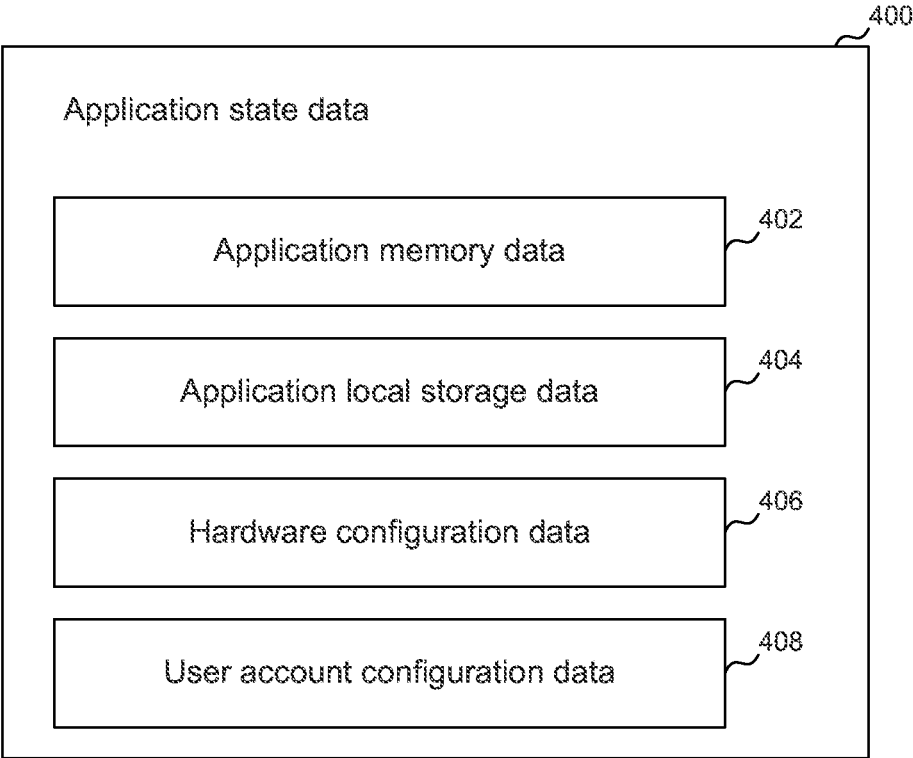 400
Application state data
402
Application memory data
404
Application local storage data
406
Hardware configuration data
408
User account configuration data